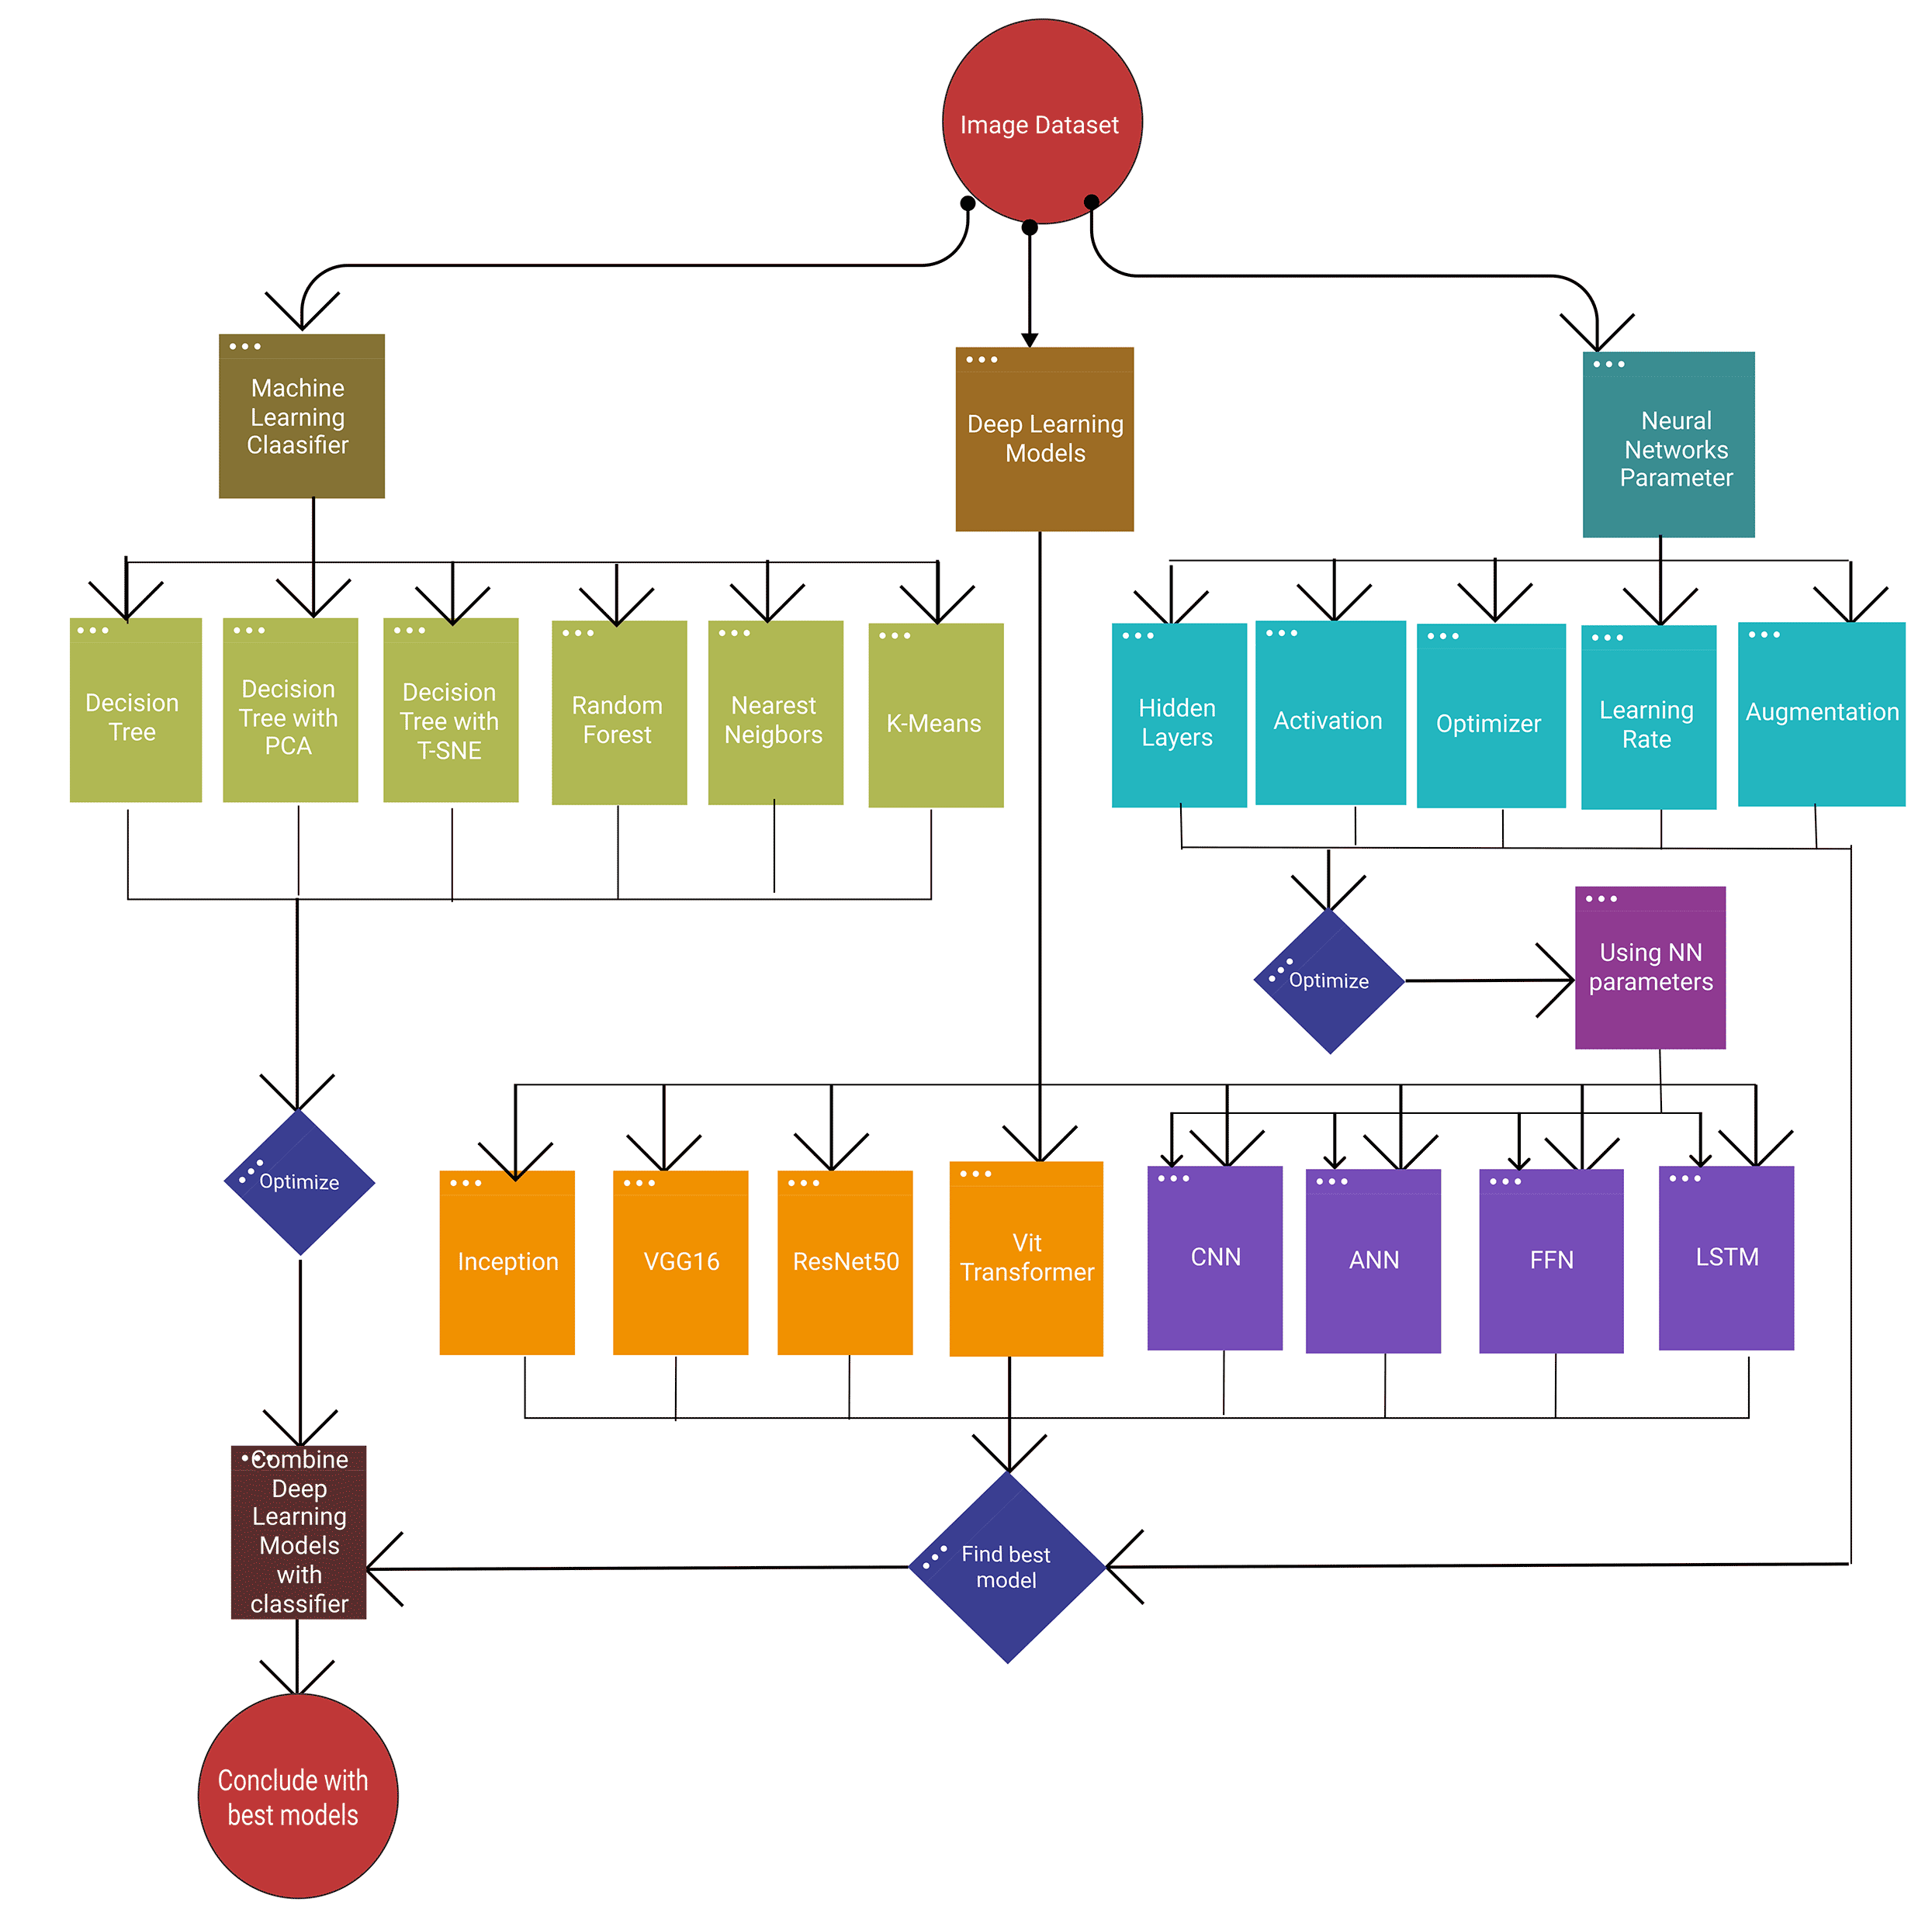 Image Dataset
Machine
Learning
Claasifier
Deep Learning
Models
Neural
Networks
Parameter
Decision
Tree
Decision
Tree with
PCA
Decision
Tree with
T-SNE
Random
Forest
Nearest
Neigbors
K-Means
Hidden
Layers
Activation
Optimizer
Learning
Rate
Augmentation
Optimize
Using NN
parameters
Optimize
Inception
VGG16
ResNet50
Vit
Transformer
CNN
ANN
FFN
LSTM
Combine
Deep
Learning
Models
with
classifier
Find best
model
Conclude with
best models